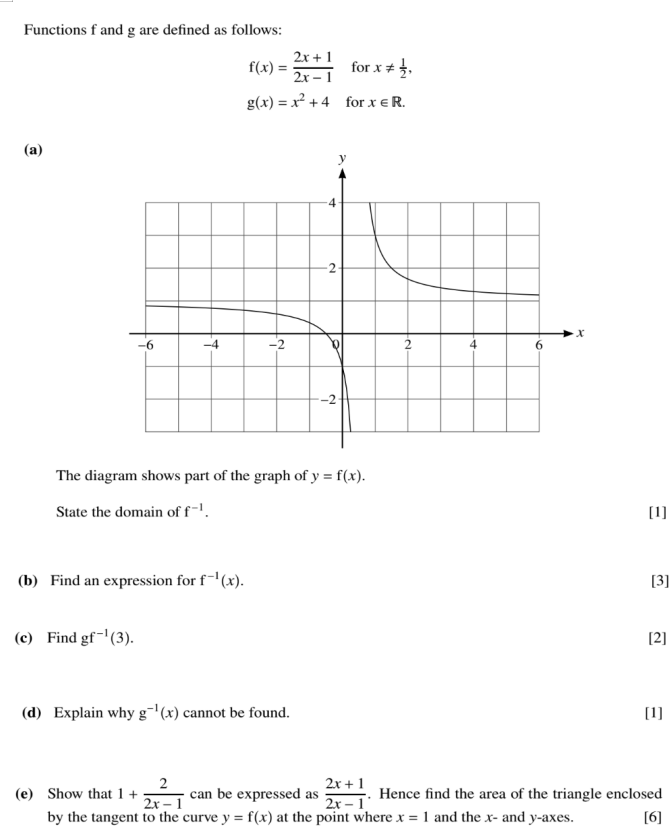 Functions f and g are defined as follows:
f(x) = \frac{2x + 1}{2x − 1} for x ≠ \frac{1}{2},
g(x) = x² + 4 for x ∈ ℝ.
(a)
y
4
2
−6 −4 −2 0 2 4 6 x
−2
The diagram shows part of the graph of y = f(x).
State the domain of f⁻¹. [1]
(b) Find an expression for f⁻¹(x). [3]
(c) Find gf⁻¹(3). [2]
(d) Explain why g⁻¹(x) cannot be found. [1]
(e) Show that 1 + \frac{2}{2x − 1} can be expressed as \frac{2x + 1}{2x − 1}. Hence find the area of the triangle enclosed
by the tangent to the curve y = f(x) at the point where x = 1 and the x- and y-axes. [6]